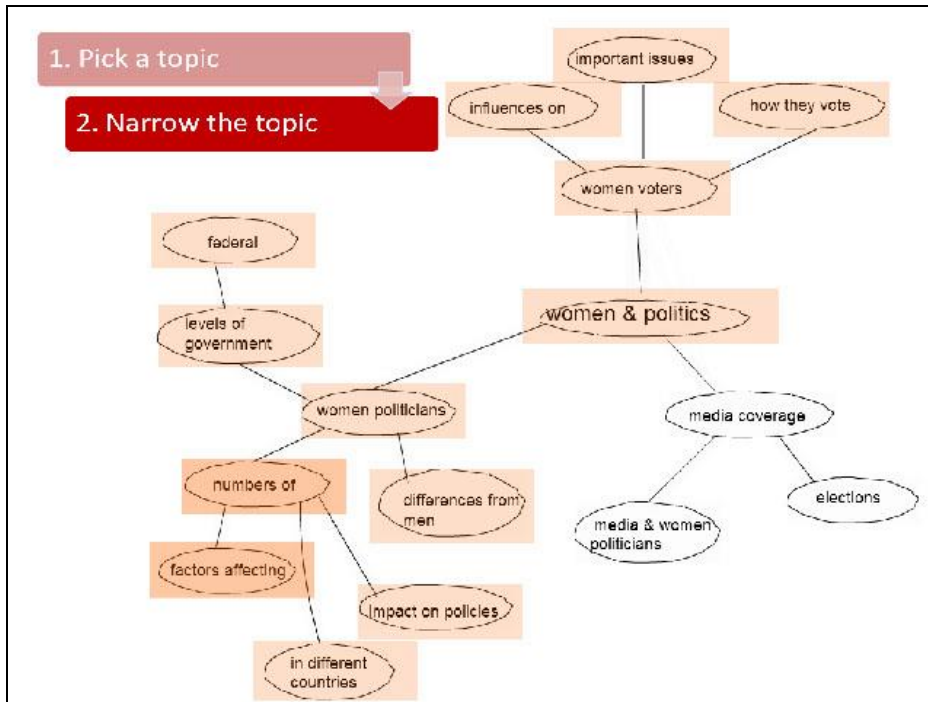 1. Pick a topic
2. Narrow the topic
important issues
influences on
how they vote
women voters
federal
levels of
government
women & politics
women politicians
media coverage
numbers of
differences from
men
elections
media & women
politicians
factors affecting
impact on policies
in different
countries